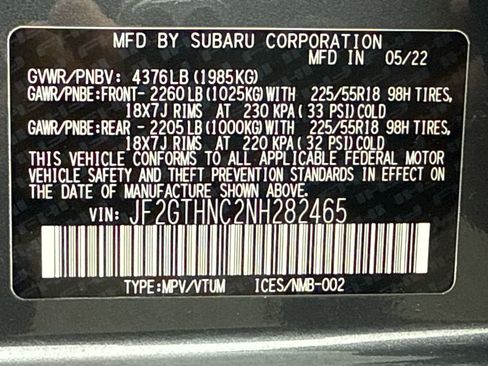 MFD BY SUBARU CORPORATION
MFD IN 05/22
GVWR/PNBV: 4376LB(1985KG)
GAWR/PNBE:FRONT- 2260LB(1025KG)WITH 225/55R18 98H TIRES,
18X7J RIMS AT 230 KPA( 33 PSI)COLD
GAWR/PNBE:REAR - 2205LB(1000KG)WITH 225/55R18 98H TIRES,
18X7J RIMS AT 220 KPA( 32 PSI)COLD
THIS VEHICLE CONFORMS TO ALL APPLICABLE FEDERAL MOTOR
VEHICLE SAFETY AND THEFT PREVENTION STANDARDS IN EFFECT ON
THE DATE OF MANUFACTURE SHOWN ABOVE.
VIN: JF2GTHNC2NH282465
TYPE:MPV/VTUM ICES/NMB-002